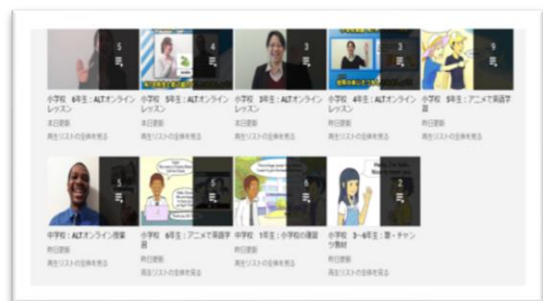 5
4
3
3
9
小学校 6年生：ALTオンラインレッスン
本日更新
再生リストの全体を見る
小学校 5年生：ALTオンラインレッスン
本日更新
再生リストの全体を見る
小学校 3年生：ALTオンラインレッスン
本日更新
再生リストの全体を見る
小学校 4年生：ALTオンラインレッスン
昨日更新
再生リストの全体を見る
小学校 5年生：アニメで英語学習
昨日更新
再生リストの全体を見る
5
5
6
2
中学校：ALTオンライン授業
昨日更新
再生リストの全体を見る
小学校 6年生：アニメで英語学習
昨日更新
再生リストの全体を見る
中学校 1年生：小学校の復習
昨日更新
再生リストの全体を見る
小学校 3～6年生：歌・チャンツ教材
昨日更新
再生リストの全体を見る